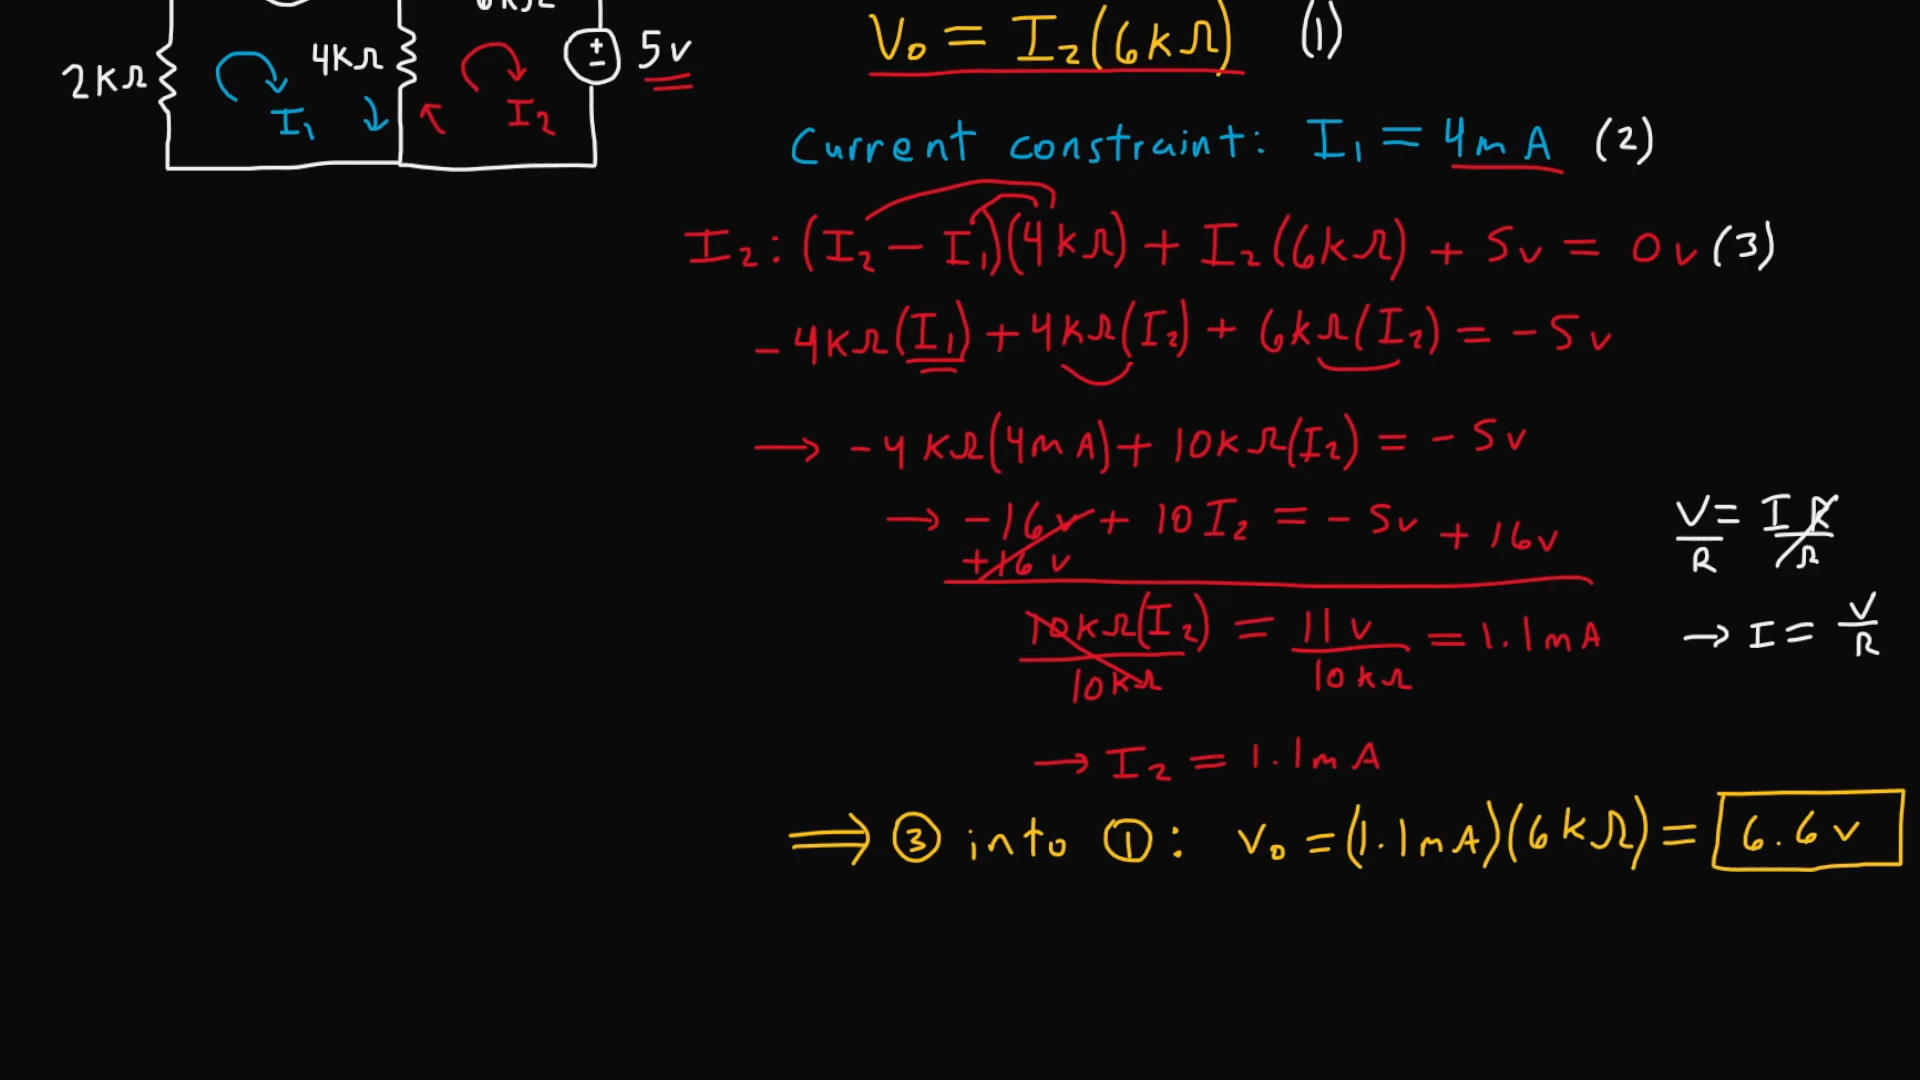 6kΩ
2kΩ
4kΩ
I₁
I₂
+
-
5v
V₀ = I₂(6kΩ) (1)
Current constraint: I₁ = 4mA (2)
I₂: (I₂ - I₁)(4kΩ) + I₂(6kΩ) + 5v = 0v (3)
-4kΩ(I₁) + 4kΩ(I₂) + 6kΩ(I₂) = -5v
→ -4kΩ(4mA) + 10kΩ(I₂) = -5v
→ -16v + 10I₂ = -5v + 16v
+16v
10kΩ(I₂) = 11v = 1.1mA
10kΩ 10kΩ
→ I₂ = 1.1mA
⇒ ③ into ①: V₀ = (1.1mA)(6kΩ) = 6.6v
V = IR
R
→ I = V
R